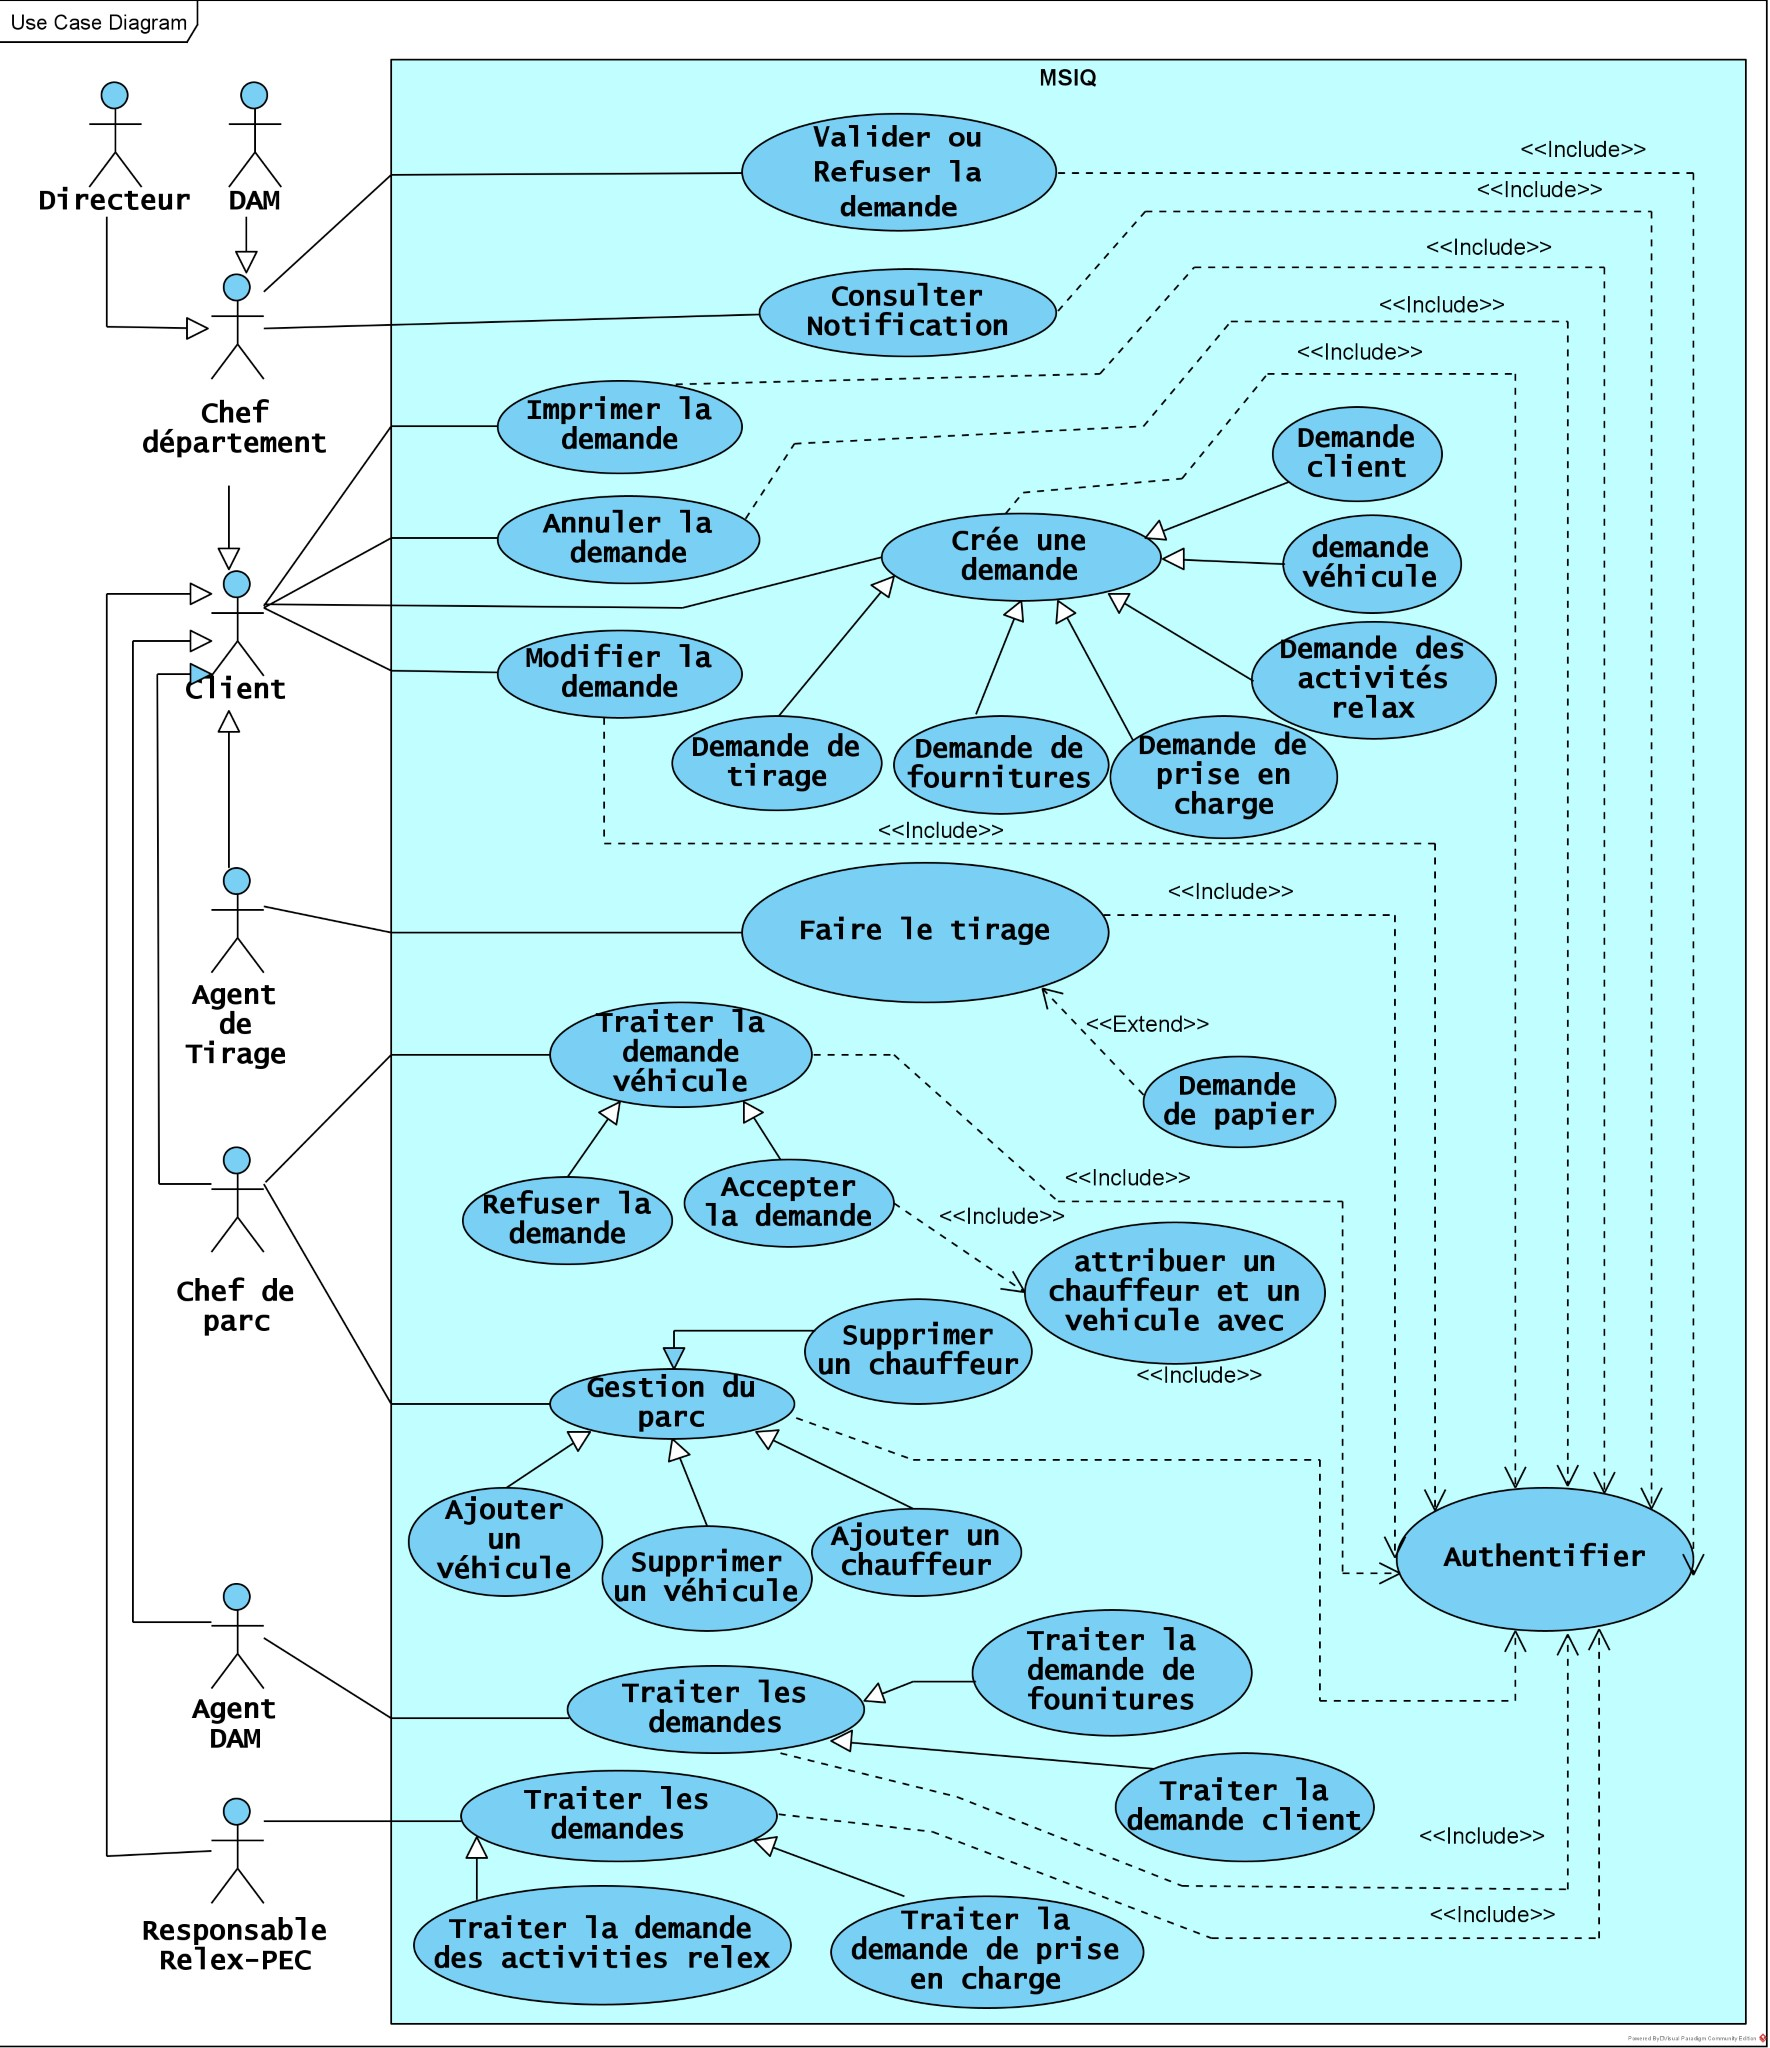 Use Case Diagram
MSIQ
Directeur
DAM
Valider ou
Refuser la
demande
<<Include>>
<<Include>>
<<Include>>
Consulter
Notification
<<Include>>
<<Include>>
Chef
département
Imprimer la
demande
Demande
client
Annuler la
demande
Crée une
demande
demande
véhicule
Client
Modifier la
demande
Demande des
activités
relax
Demande de
tirage
Demande de
fournitures
Demande de
prise en
charge
<<Include>>
<<Include>>
Faire le tirage
Agent
de
Tirage
Traiter la
demande
véhicule
<<Extend>>
Demande
de papier
<<Include>>
Refuser la
demande
Accepter
la demande
<<Include>>
attribuer un
chauffeur et un
vehicule avec
Chef de
parc
Supprimer
un chauffeur
<<Include>>
Gestion du
parc
Ajouter
un
véhicule
Supprimer
un véhicule
Ajouter un
chauffeur
Authentifier
Agent
DAM
Traiter les
demandes
Traiter la
demande de
founitures
Traiter la
demande client
Traiter les
demandes
<<Include>>
<<Include>>
Responsable
Relex-PEC
Traiter la demande
des activities relex
Traiter la
demande de prise
en charge
Powered By Visual Paradigm Community Edition